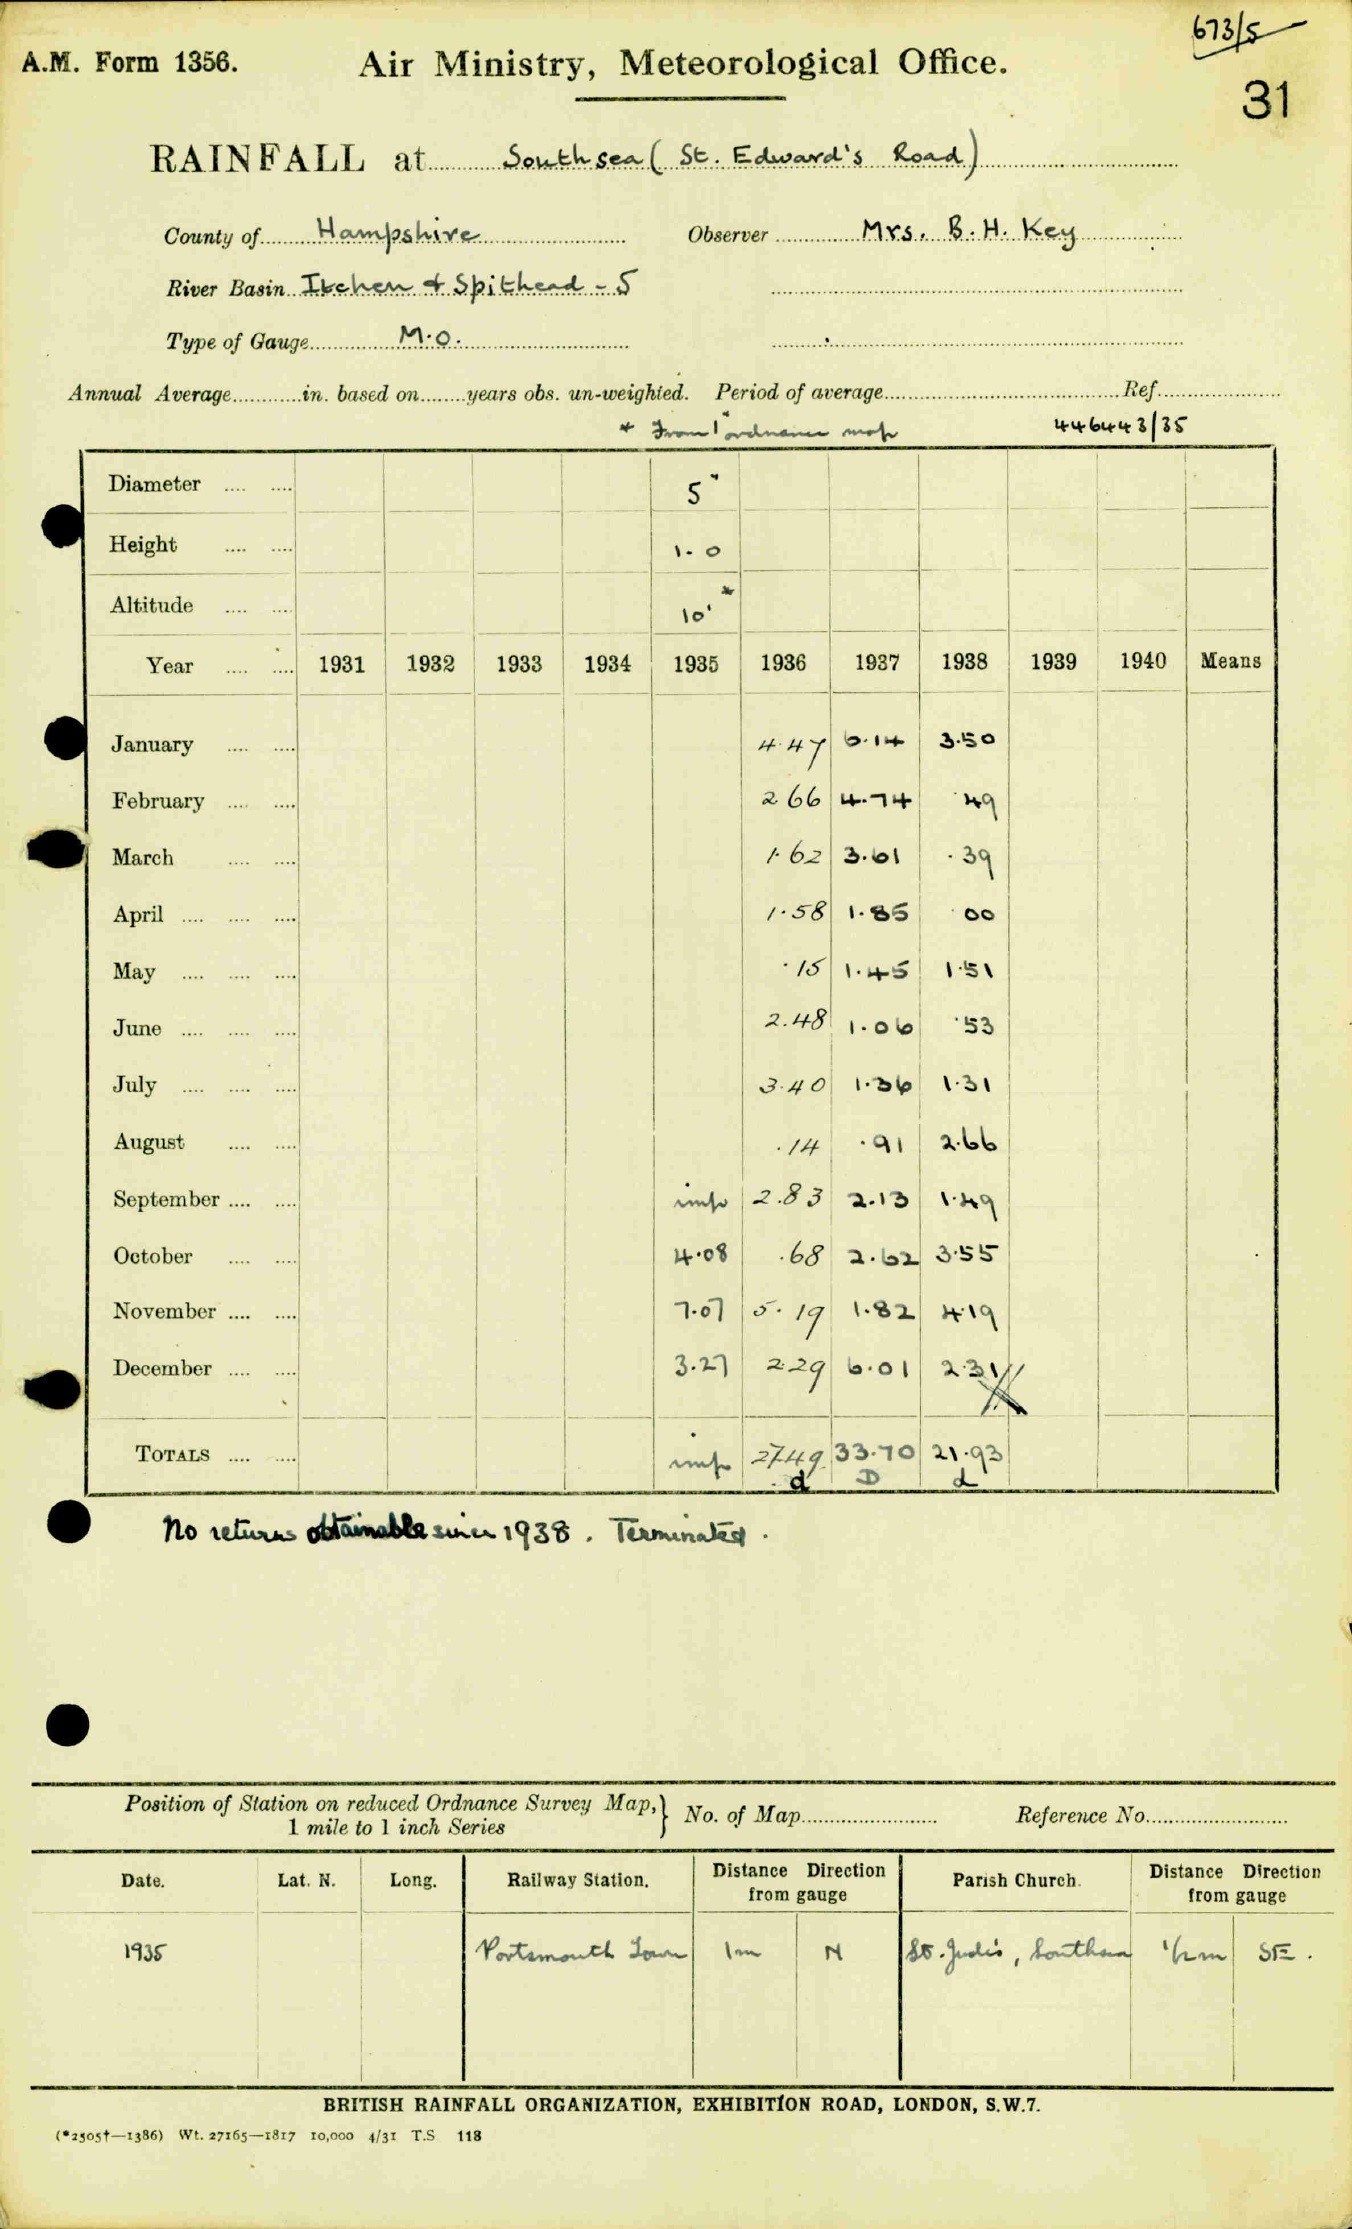 673/5
A.M. Form 1356. Air Ministry, Meteorological Office.
31
RAINFALL at Southsea (St. Edward's Road)
County of Hampshire Observer Mrs. B. H. Key
River Basin Itchen & Spithead - 5
Type of Gauge M.O.
Annual Average in. based on years obs. un-weighted. Period of average Ref.
* From 1" ordnance map 446443/35
Diameter .... .... 5"
Height .... .... 1-0
Altitude .... .... 10' *
Year .... .... 1931 1932 1933 1934 1935 1936 1937 1938 1939 1940 Means
January .... .... 4.47 6.14 3.50
February .... .... 2.66 4.74 .49
March .... .... 1.62 3.61 .39
April .... .... .... 1.58 1.85 .00
May .... .... .... .15 1.45 1.51
June .... .... .... 2.48 1.06 .53
July .... .... .... 3.40 1.36 1.31
August .... .... .14 .91 2.66
September .... .... imp 2.83 2.13 1.49
October .... .... 4.08 .68 2.62 3.55
November .... .... 7.07 5.19 1.82 4.19
December .... .... 3.27 2.29 6.01 2.31
TOTALS .... .... imp 27.49 33.70 21.93
d D d
No returns obtainable since 1938. Terminated.
Position of Station on reduced Ordnance Survey Map,} No. of Map Reference No.
1 mile to 1 inch Series
Date. Lat. N. Long. Railway Station. Distance Direction from gauge Parish Church. Distance Direction from gauge
1935 Portsmouth Town 1m N St. Jude's, Southsea 1/2m SE.
BRITISH RAINFALL ORGANIZATION, EXHIBITION ROAD, LONDON, S.W.7.
(*2505†—1386) Wt. 27165—1817 10,000 4/31 T.S 118